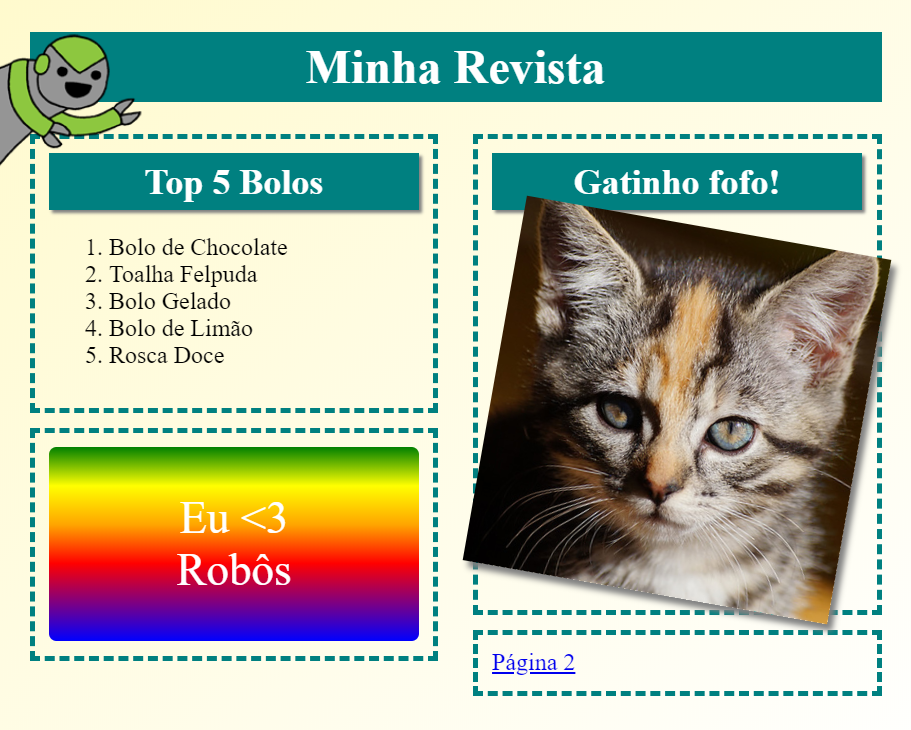 Minha Revista
Top 5 Bolos
1. Bolo de Chocolate
2. Toalha Felpuda
3. Bolo Gelado
4. Bolo de Limão
5. Rosca Doce
Eu <3
Robôs
Gatinho fofo!
Página 2